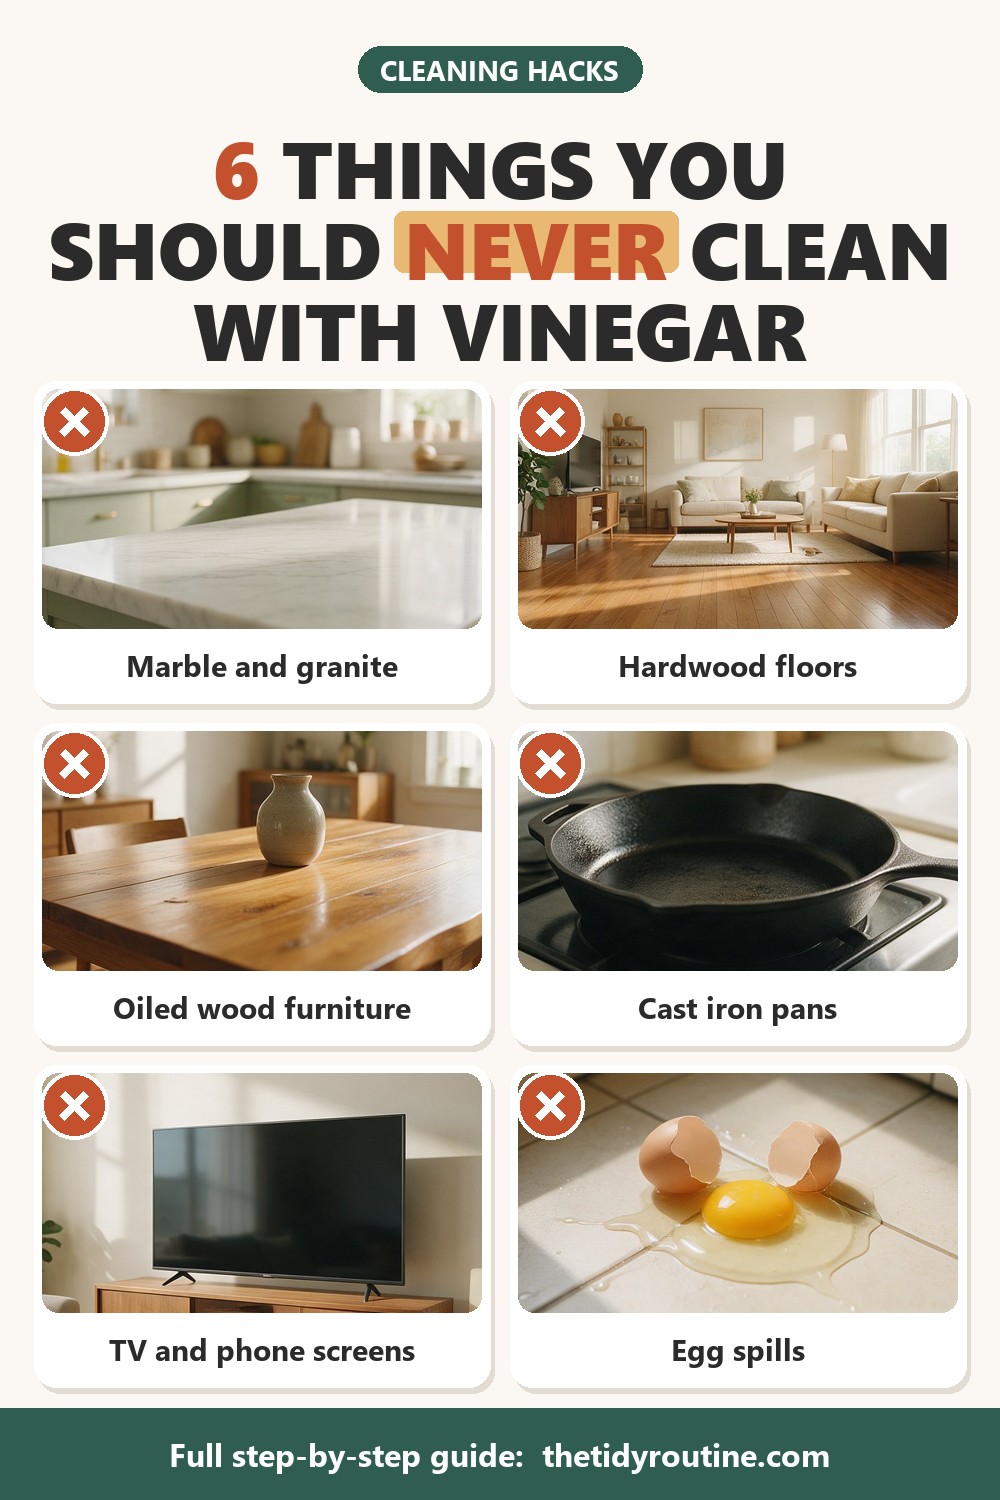 CLEANING HACKS
6 THINGS YOU
SHOULD NEVER CLEAN
WITH VINEGAR
Marble and granite
Hardwood floors
Oiled wood furniture
Cast iron pans
TV and phone screens
Egg spills
Full step-by-step guide: thetidyroutine.com